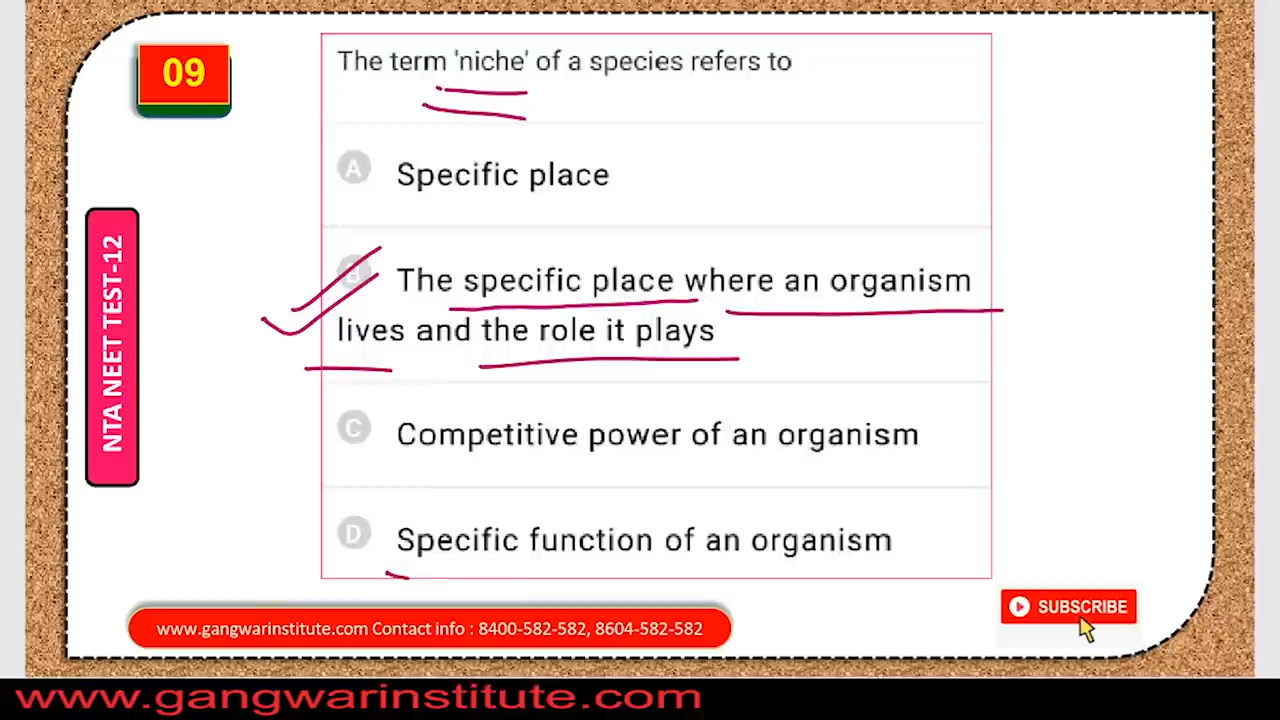 09
The term 'niche' of a species refers to
A Specific place
B The specific place where an organism
lives and the role it plays
C Competitive power of an organism
D Specific function of an organism
NTA NEET TEST-12
www.gangwarinstitute.com Contact info : 8400-582-582, 8604-582-582
SUBSCRIBE
www.gangwarinstitute.com